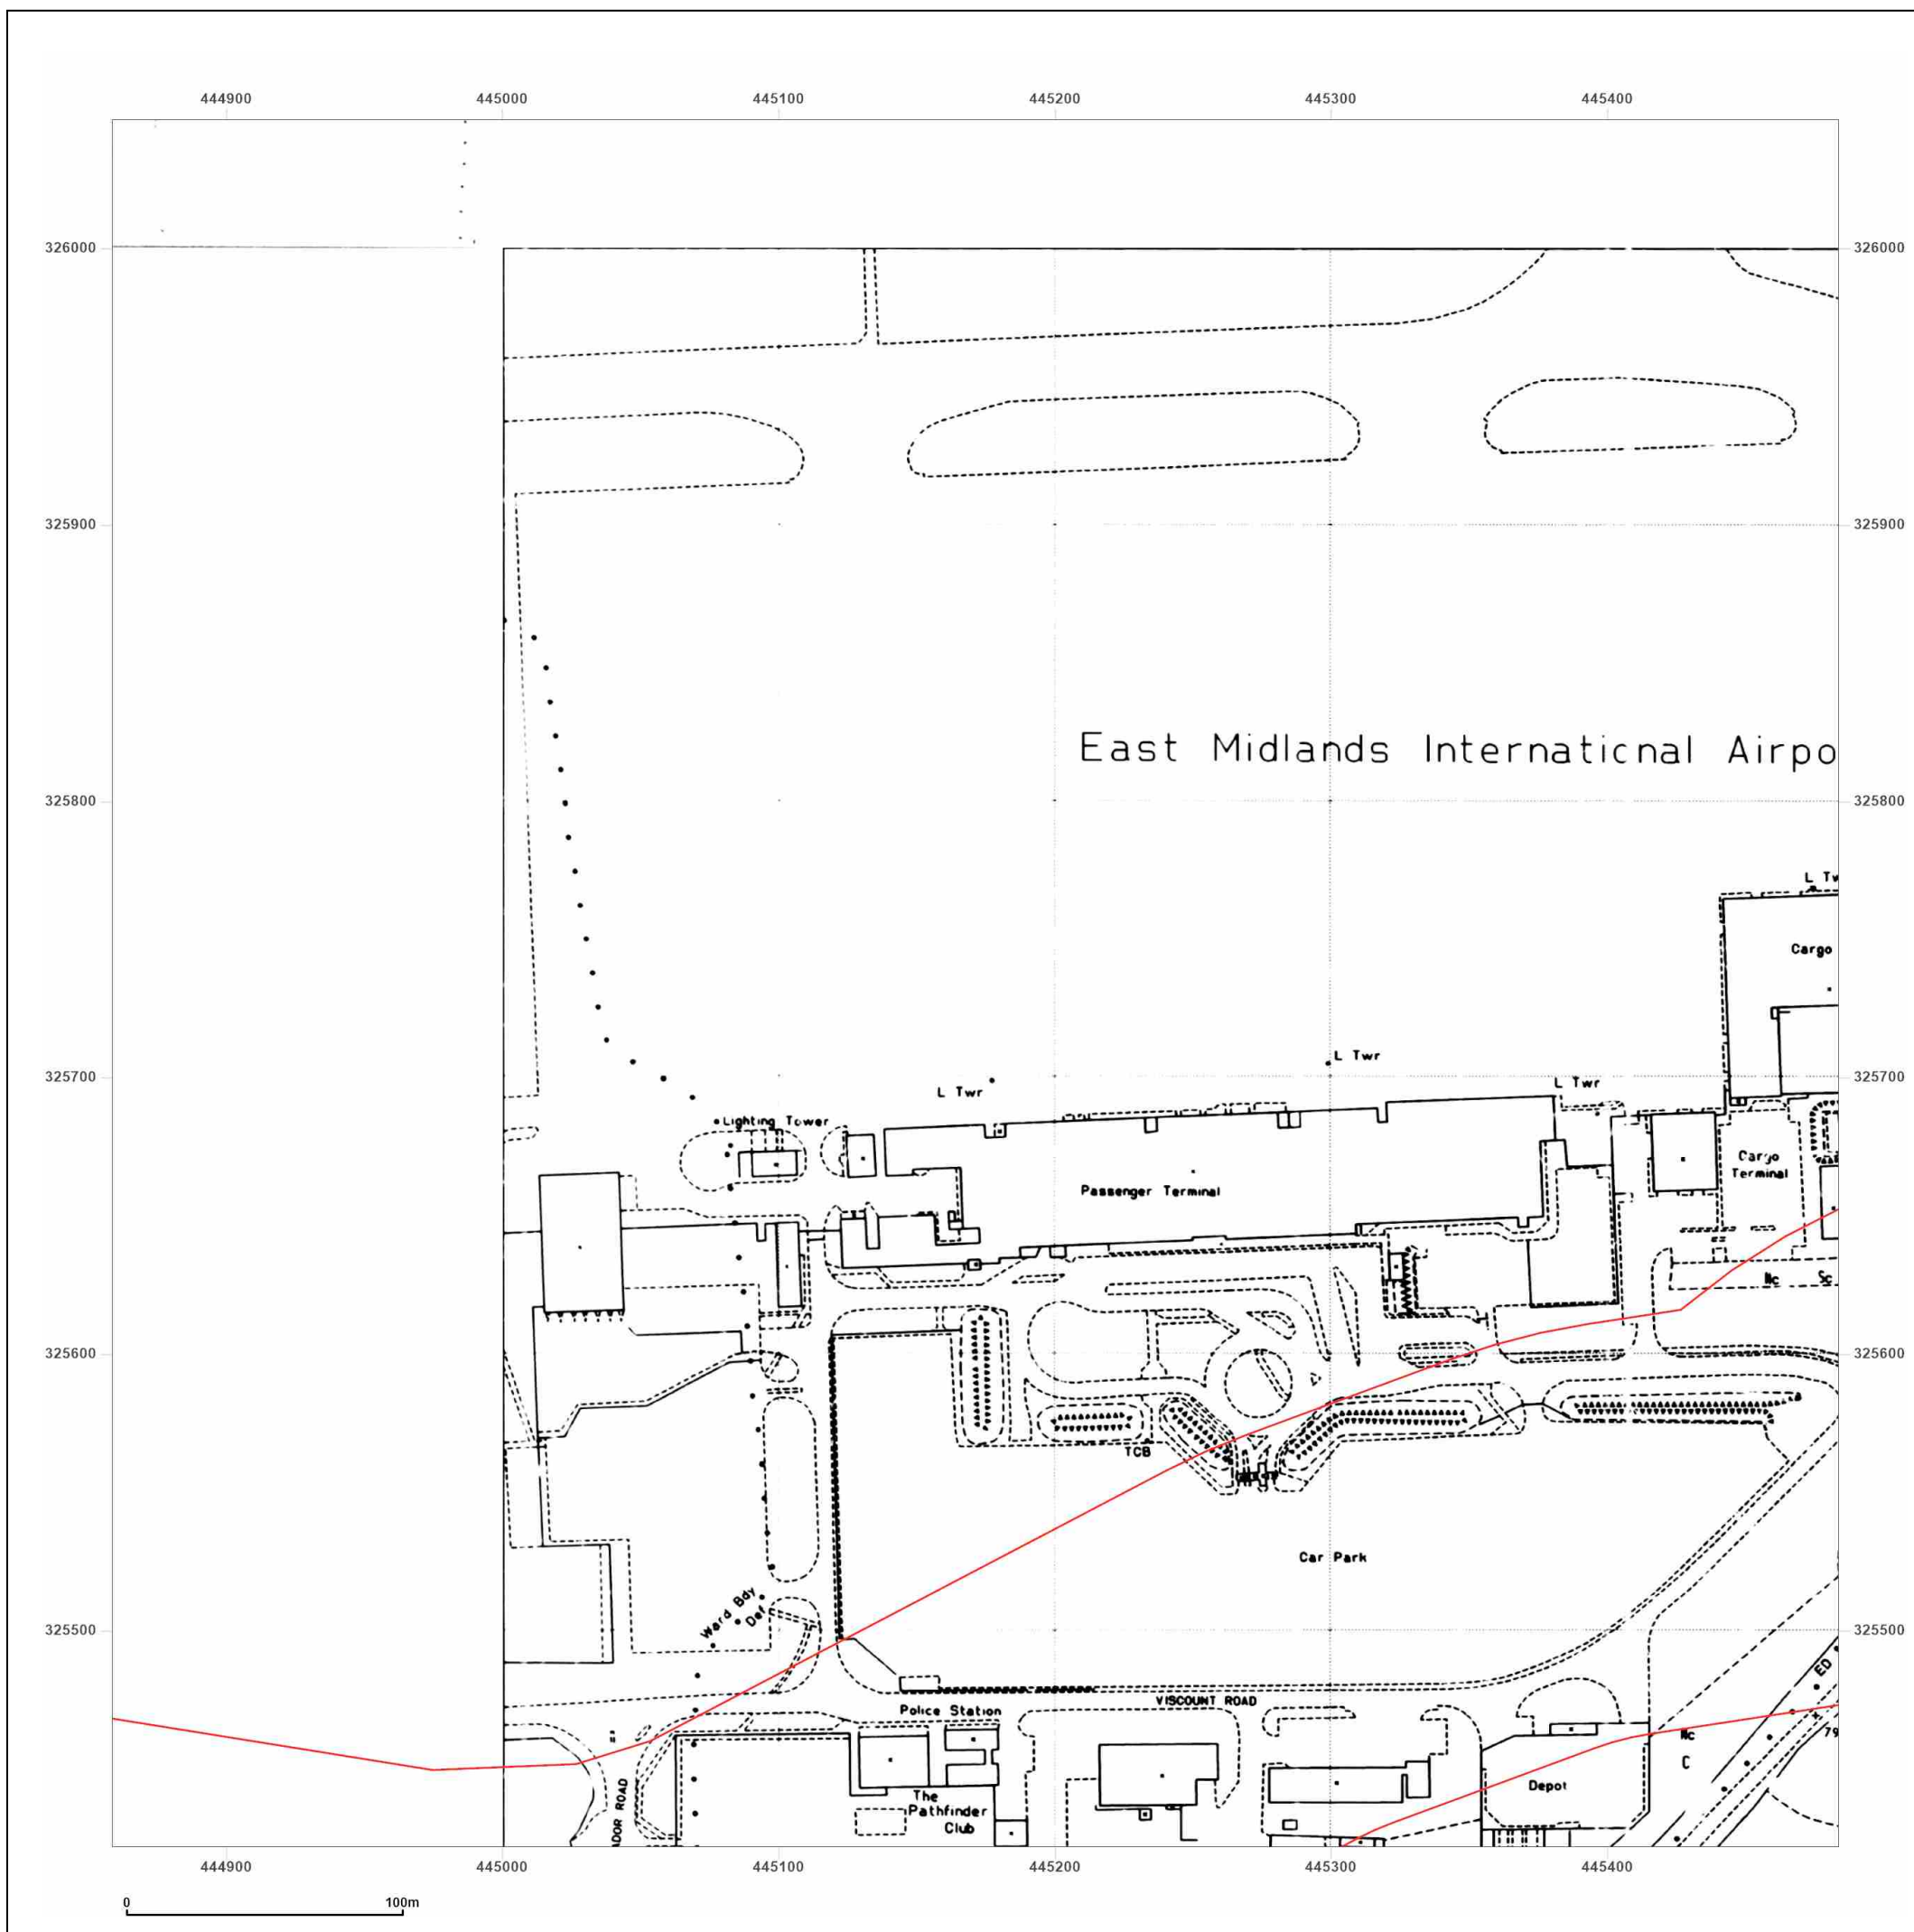 444900 445000 445100 445200 445300 445400
326000 326000
325900 325900
East Midlands Internaticnal Airpo
325800 325800
L Tw
Cargo
L Twr
325700 L Twr L Twr 325700
Lighting Tower
Cargo
Terminal
Passenger Terminal
325600 325600
TCB
Car Park
Ward Bdy
Def
325500 325500
ED
VISCOUNT ROAD
Police Station
79
C
Depot
The
Pathfinder
Club
ADOR ROAD
444900 445000 445100 445200 445300 445400
0 100m